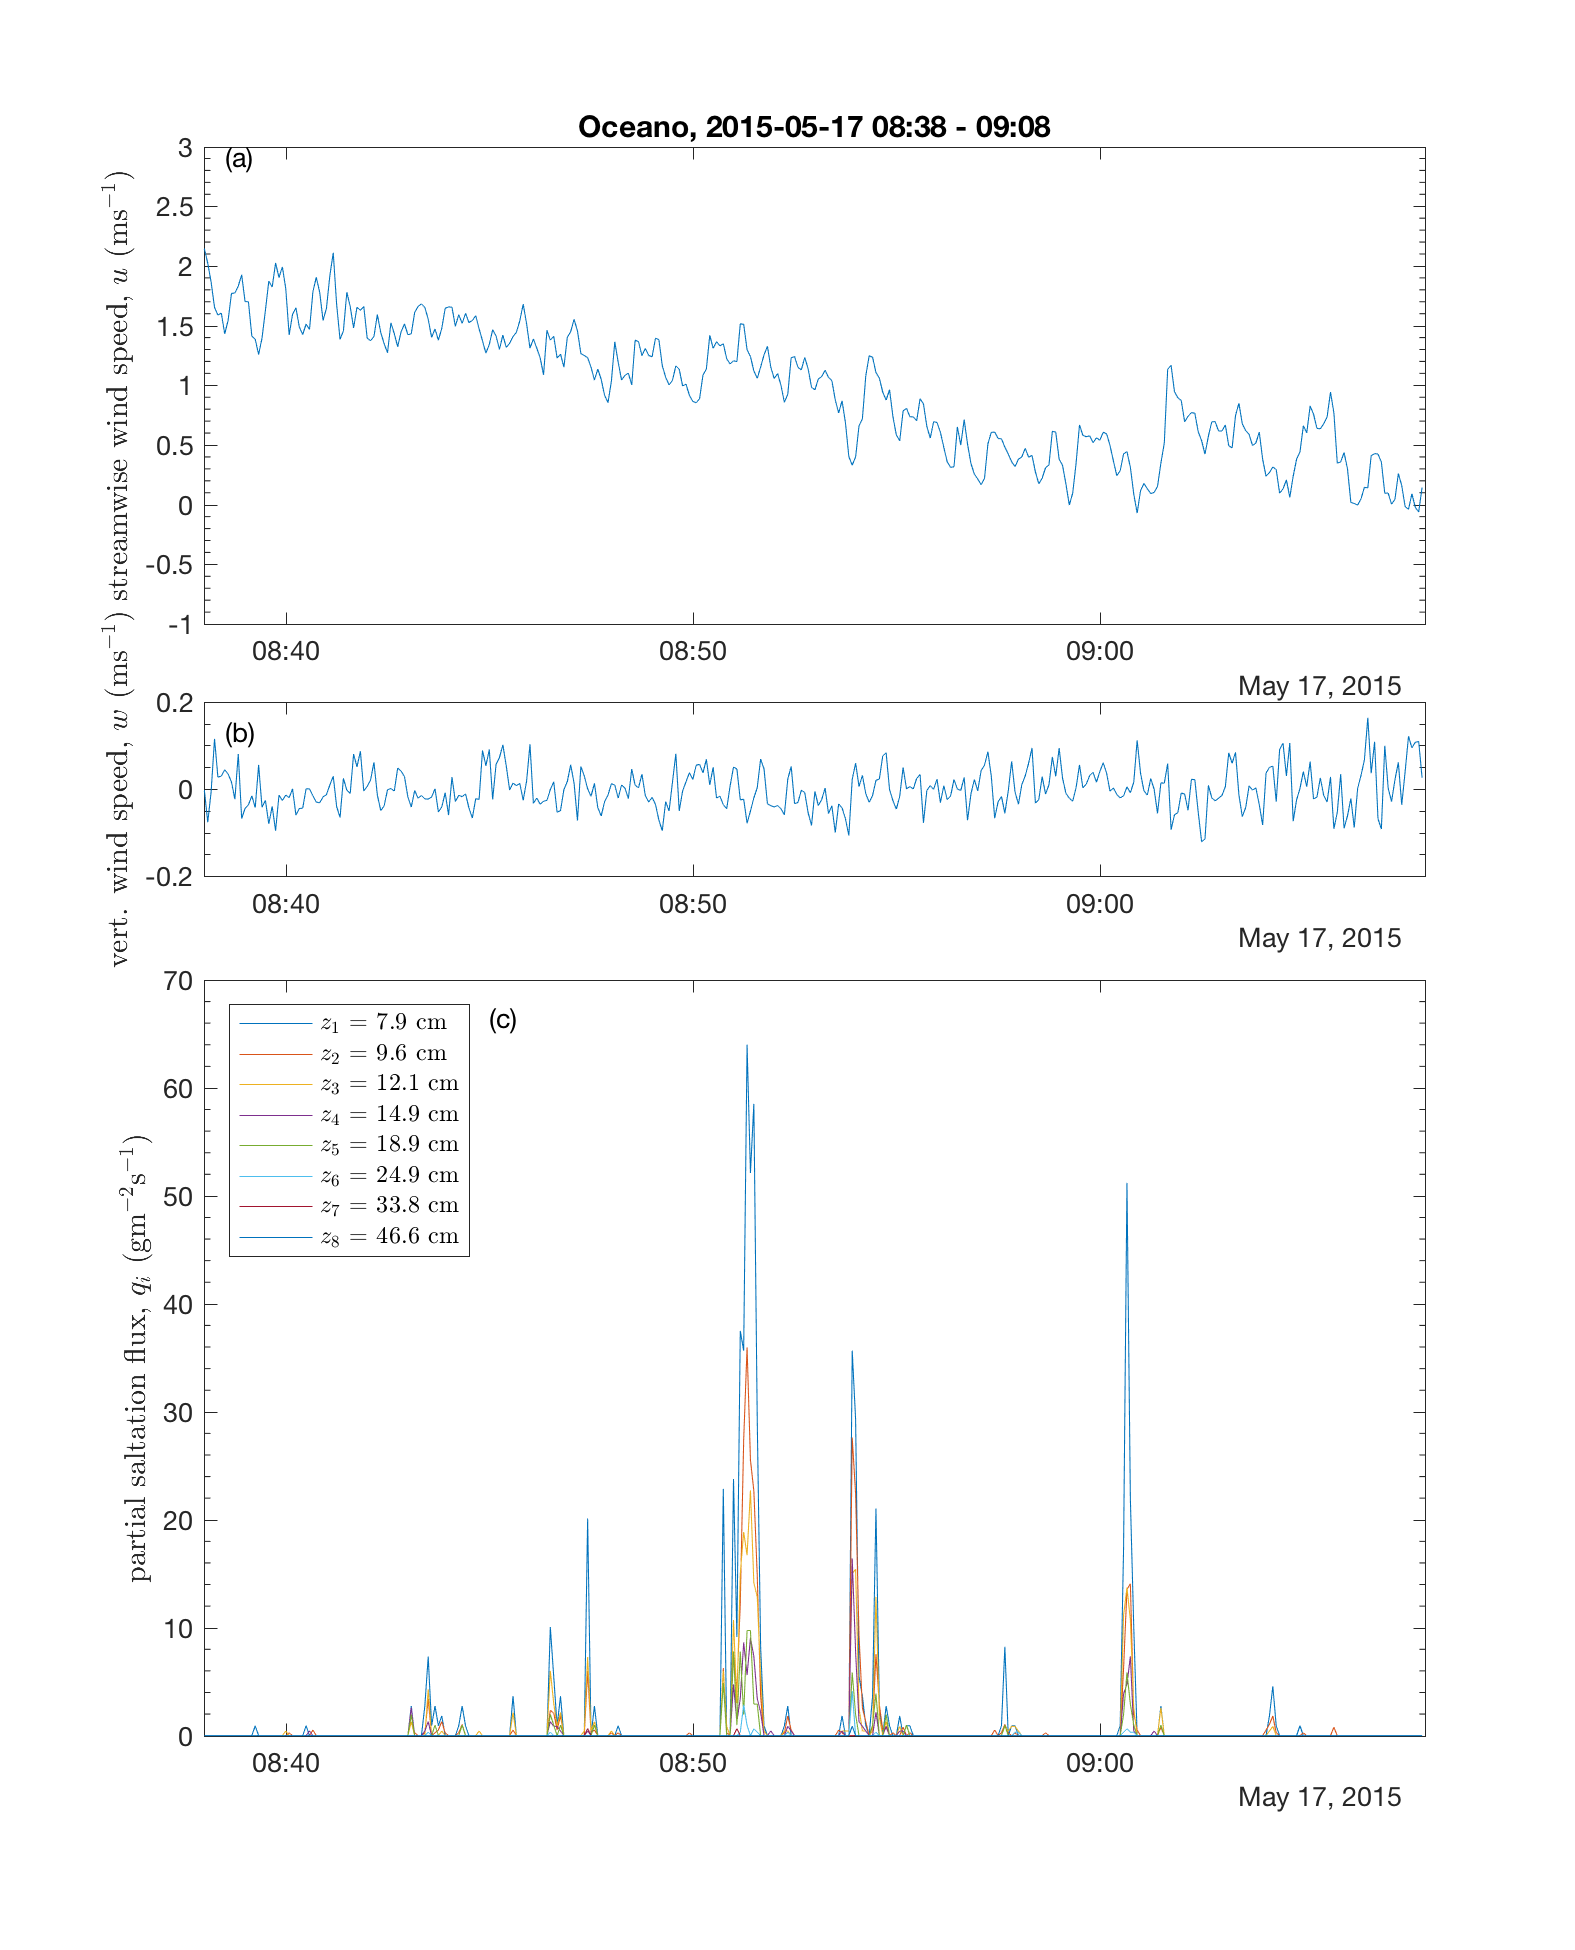 Oceano, 2015-05-17 08:38 - 09:08
(a)
streamwise wind speed, u (ms⁻¹)
3
2.5
2
1.5
1
0.5
0
-0.5
-1
08:40 08:50 09:00
May 17, 2015
(b)
vert. wind speed, w (ms⁻¹)
0.2
0
-0.2
08:40 08:50 09:00
May 17, 2015
(c)
partial saltation flux, qᵢ (gm⁻²s⁻¹)
70
60
50
40
30
20
10
0
z₁ = 7.9 cm
z₂ = 9.6 cm
z₃ = 12.1 cm
z₄ = 14.9 cm
z₅ = 18.9 cm
z₆ = 24.9 cm
z₇ = 33.8 cm
z₈ = 46.6 cm
08:40 08:50 09:00
May 17, 2015